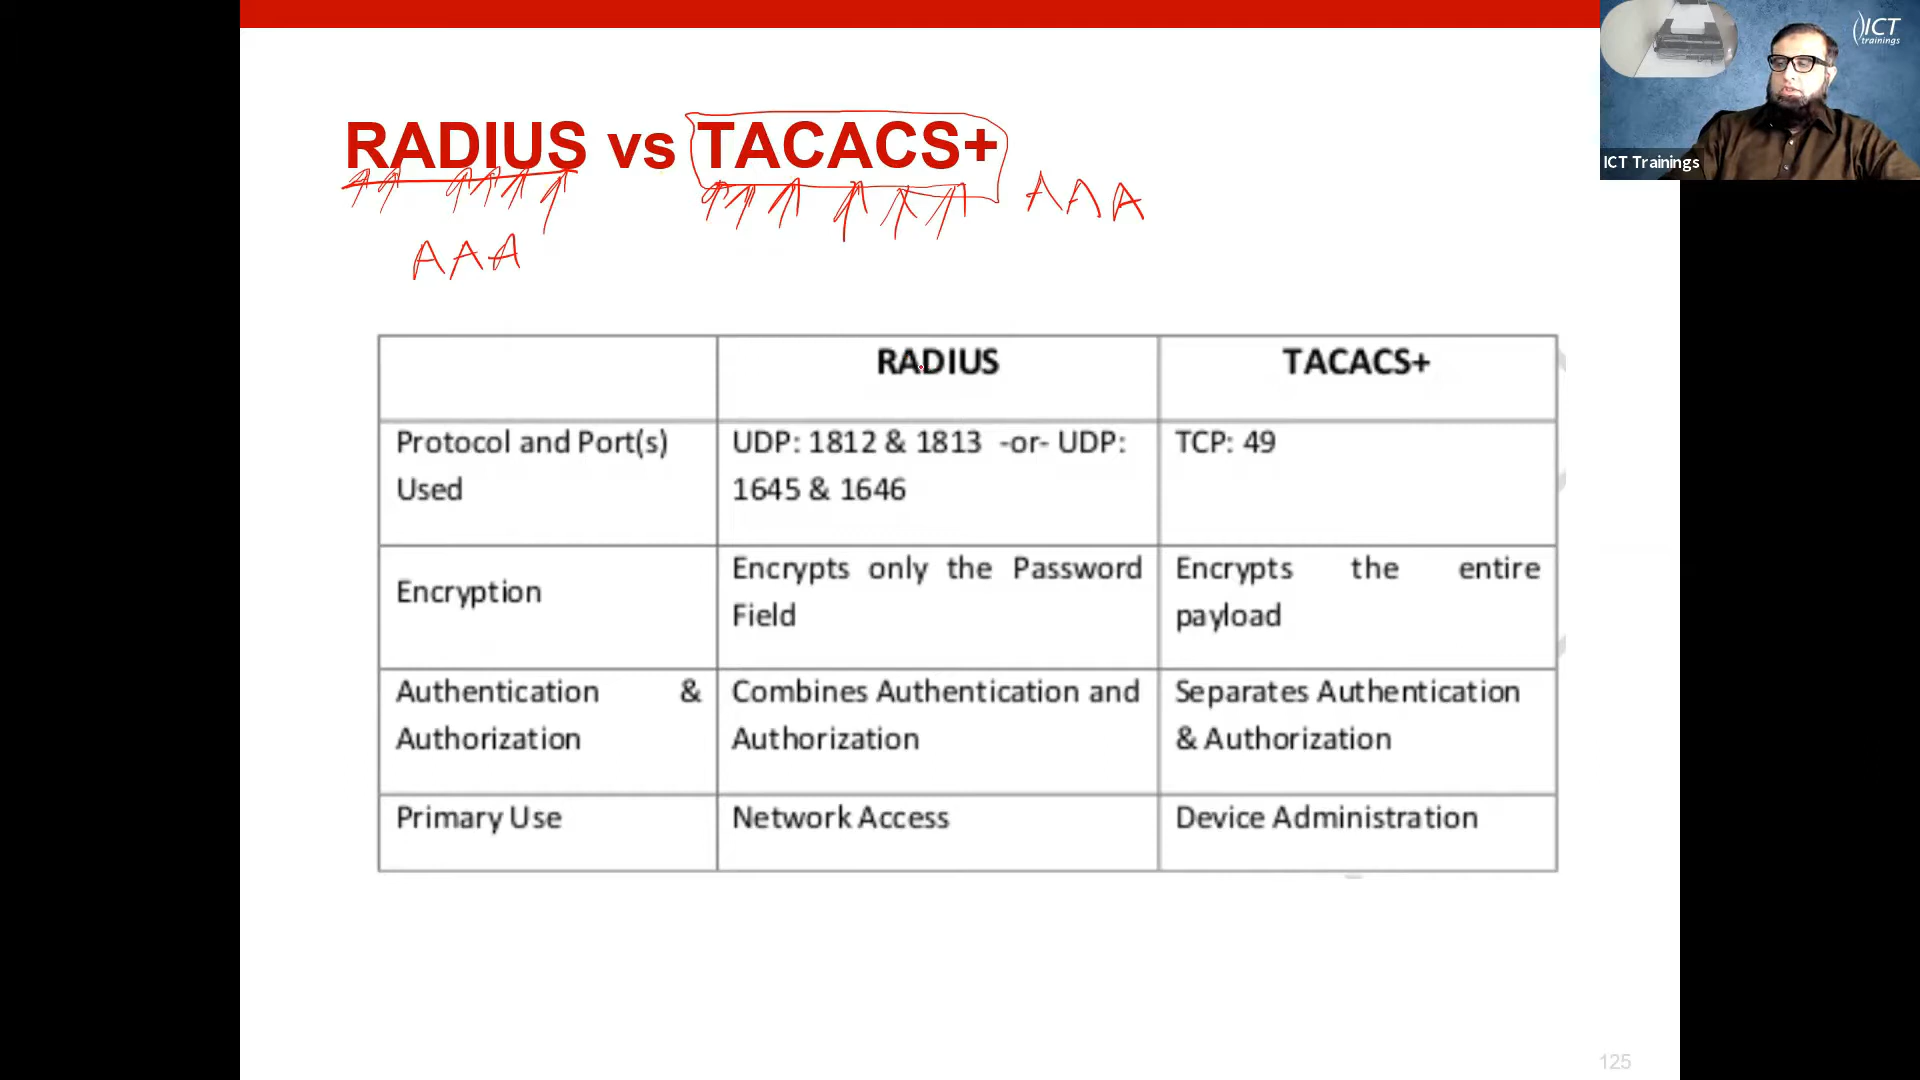 RADIUS vs TACACS+
AAA
AAA
RADIUS TACACS+
Protocol and Port(s) Used
UDP: 1812 & 1813 -or- UDP: 1645 & 1646
TCP: 49
Encryption
Encrypts only the Password Field
Encrypts the entire payload
Authentication & Authorization
Combines Authentication and Authorization
Separates Authentication & Authorization
Primary Use
Network Access
Device Administration
125
ICT
trainings
ICT Trainings